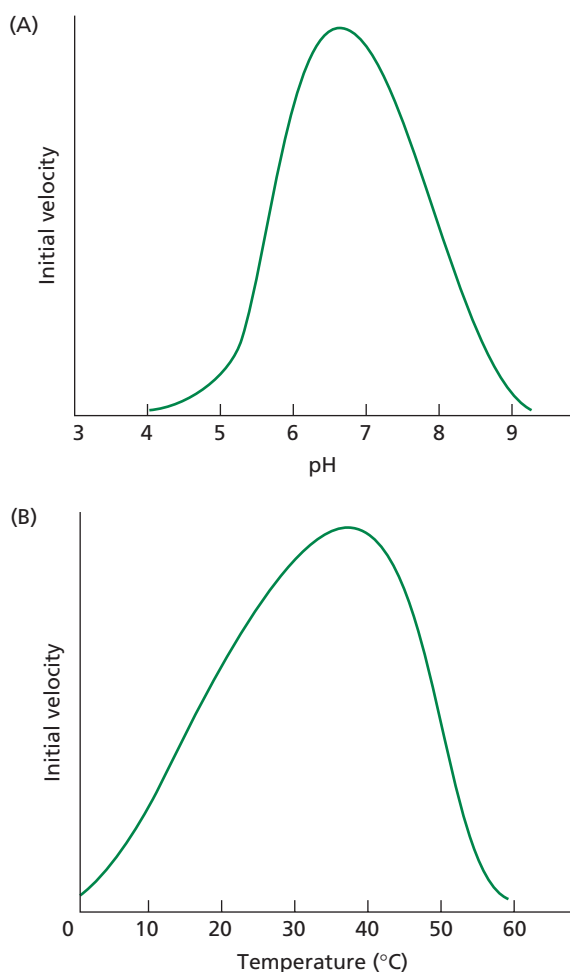 (A)
Initial velocity
3 4 5 6 7 8 9
pH
(B)
Initial velocity
0 10 20 30 40 50 60
Temperature (°C)